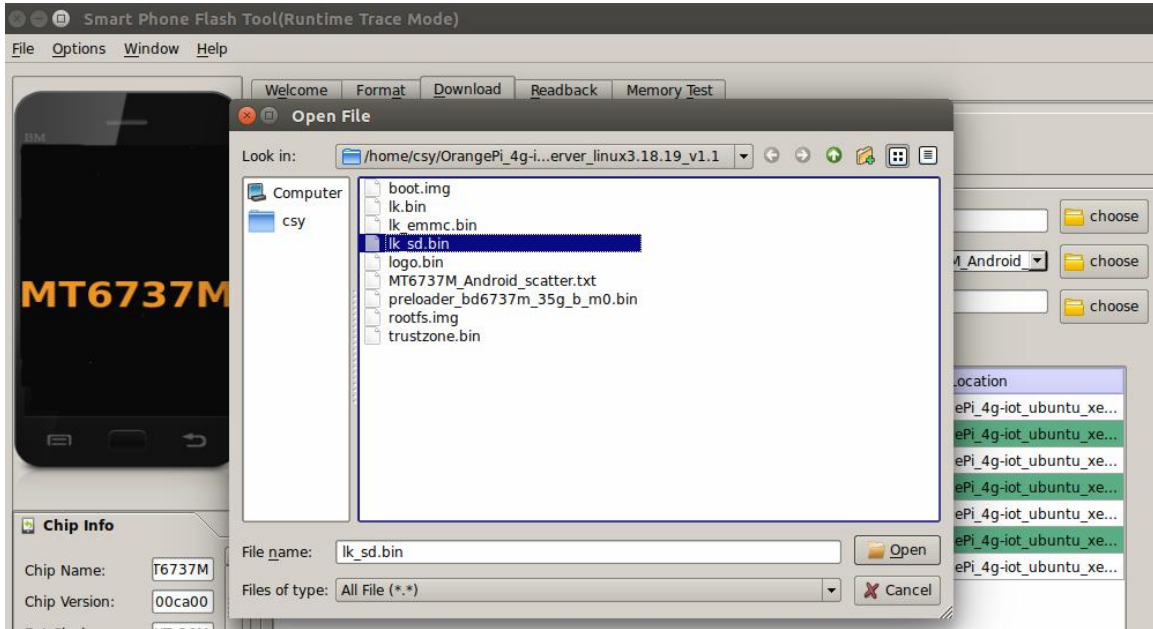 Smart Phone Flash Tool(Runtime Trace Mode)
File Options Window Help
Welcome Format Download Readback Memory Test
Open File
BM
Look in: /home/csy/OrangePi_4g-i...erver_linux3.18.19_v1.1
Computer
csy
boot.img
lk.bin
lk_emmc.bin
lk_sd.bin
logo.bin
MT6737M_Android_scatter.txt
preloader_bd6737m_35g_b_m0.bin
rootfs.img
trustzone.bin
choose
_Android_ choose
choose
MT6737M
Location
ePi_4g-iot_ubuntu_xe...
ePi_4g-iot_ubuntu_xe...
ePi_4g-iot_ubuntu_xe...
ePi_4g-iot_ubuntu_xe...
ePi_4g-iot_ubuntu_xe...
ePi_4g-iot_ubuntu_xe...
ePi_4g-iot_ubuntu_xe...
Chip Info
File name: lk_sd.bin Open
Files of type: All File (*.*) Cancel
Chip Name: T6737M
Chip Version: 00ca00